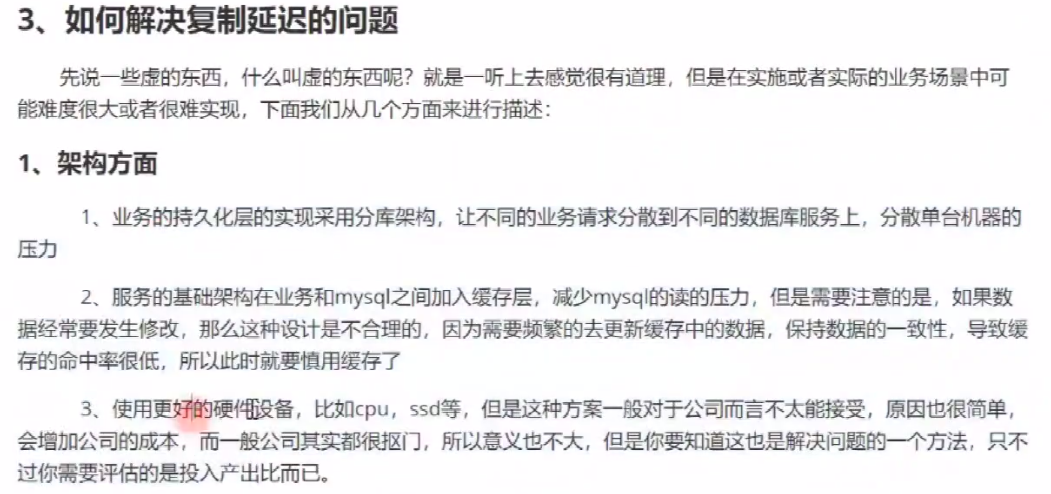 3、如何解决复制延迟的问题
先说一些虚的东西，什么叫虚的东西呢？就是一听上去感觉很有道理，但是在实施或者实际的业务场景中可
能难度很大或者很难实现，下面我们从几个方面来进行描述：
1、架构方面
1、业务的持久化层的实现采用分库架构，让不同的业务请求分散到不同的数据库服务上，分散单台机器的
压力
2、服务的基础架构在业务和mysql之间加入缓存层，减少mysql的读的压力，但是需要注意的是，如果数
据经常要发生修改，那么这种设计是不合理的，因为需要频繁的去更新缓存中的数据，保持数据的一致性，导致缓
存的命中率很低，所以此时就要慎用缓存了
3、使用更好的硬件设备，比如cpu，ssd等，但是这种方案一般对于公司而言不太能接受，原因也很简单，
会增加公司的成本，而一般公司其实都很抠门，所以意义也不大，但是你要知道这也是解决问题的一个方法，只不
过你需要评估的是投入产出比而已。